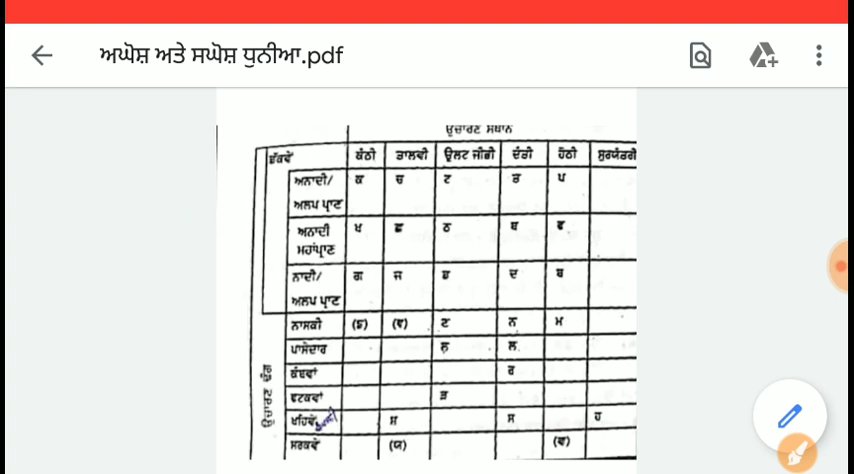 ਅਘੋਸ਼ ਅਤੇ ਸਘੋਸ਼ ਧੁਨੀਆ.pdf
ਉਚਾਰਣ ਸਥਾਨ
ਡੱਕਵੇਂ ਕੰਠੀ ਤਾਲਵੀ ਉਲਟ ਜੀਭੀ ਦੰਤੀ ਹੋਠੀ ਸੁਰਯੰਤਰੀ
ਅਨਾਦੀ/ ਕ ਚ ਟ ਤ ਪ
ਅਲਪ ਪ੍ਰਾਣ
ਅਨਾਦੀ ਖ ਛ ਠ ਥ ਫ
ਮਹਾਂਪ੍ਰਾਣ
ਨਾਦੀ/ ਗ ਜ ਡ ਦ ਬ
ਅਲਪ ਪ੍ਰਾਣ
ਨਾਸਕੀ (ਙ) (ਞ) ਣ ਨ ਮ
ਪਾਸੇਦਾਰ ਲ਼ ਲ
ਕੰਬਵਾਂ ਰ
ਫਟਕਵਾਂ ੜ
ਖਹਿਵੇਂ ਸ਼ ਸ ਹ
ਸਰਕਵੇਂ (ਯ) (ਵ)
ਉਚਾਰਣ ਢੰਗ